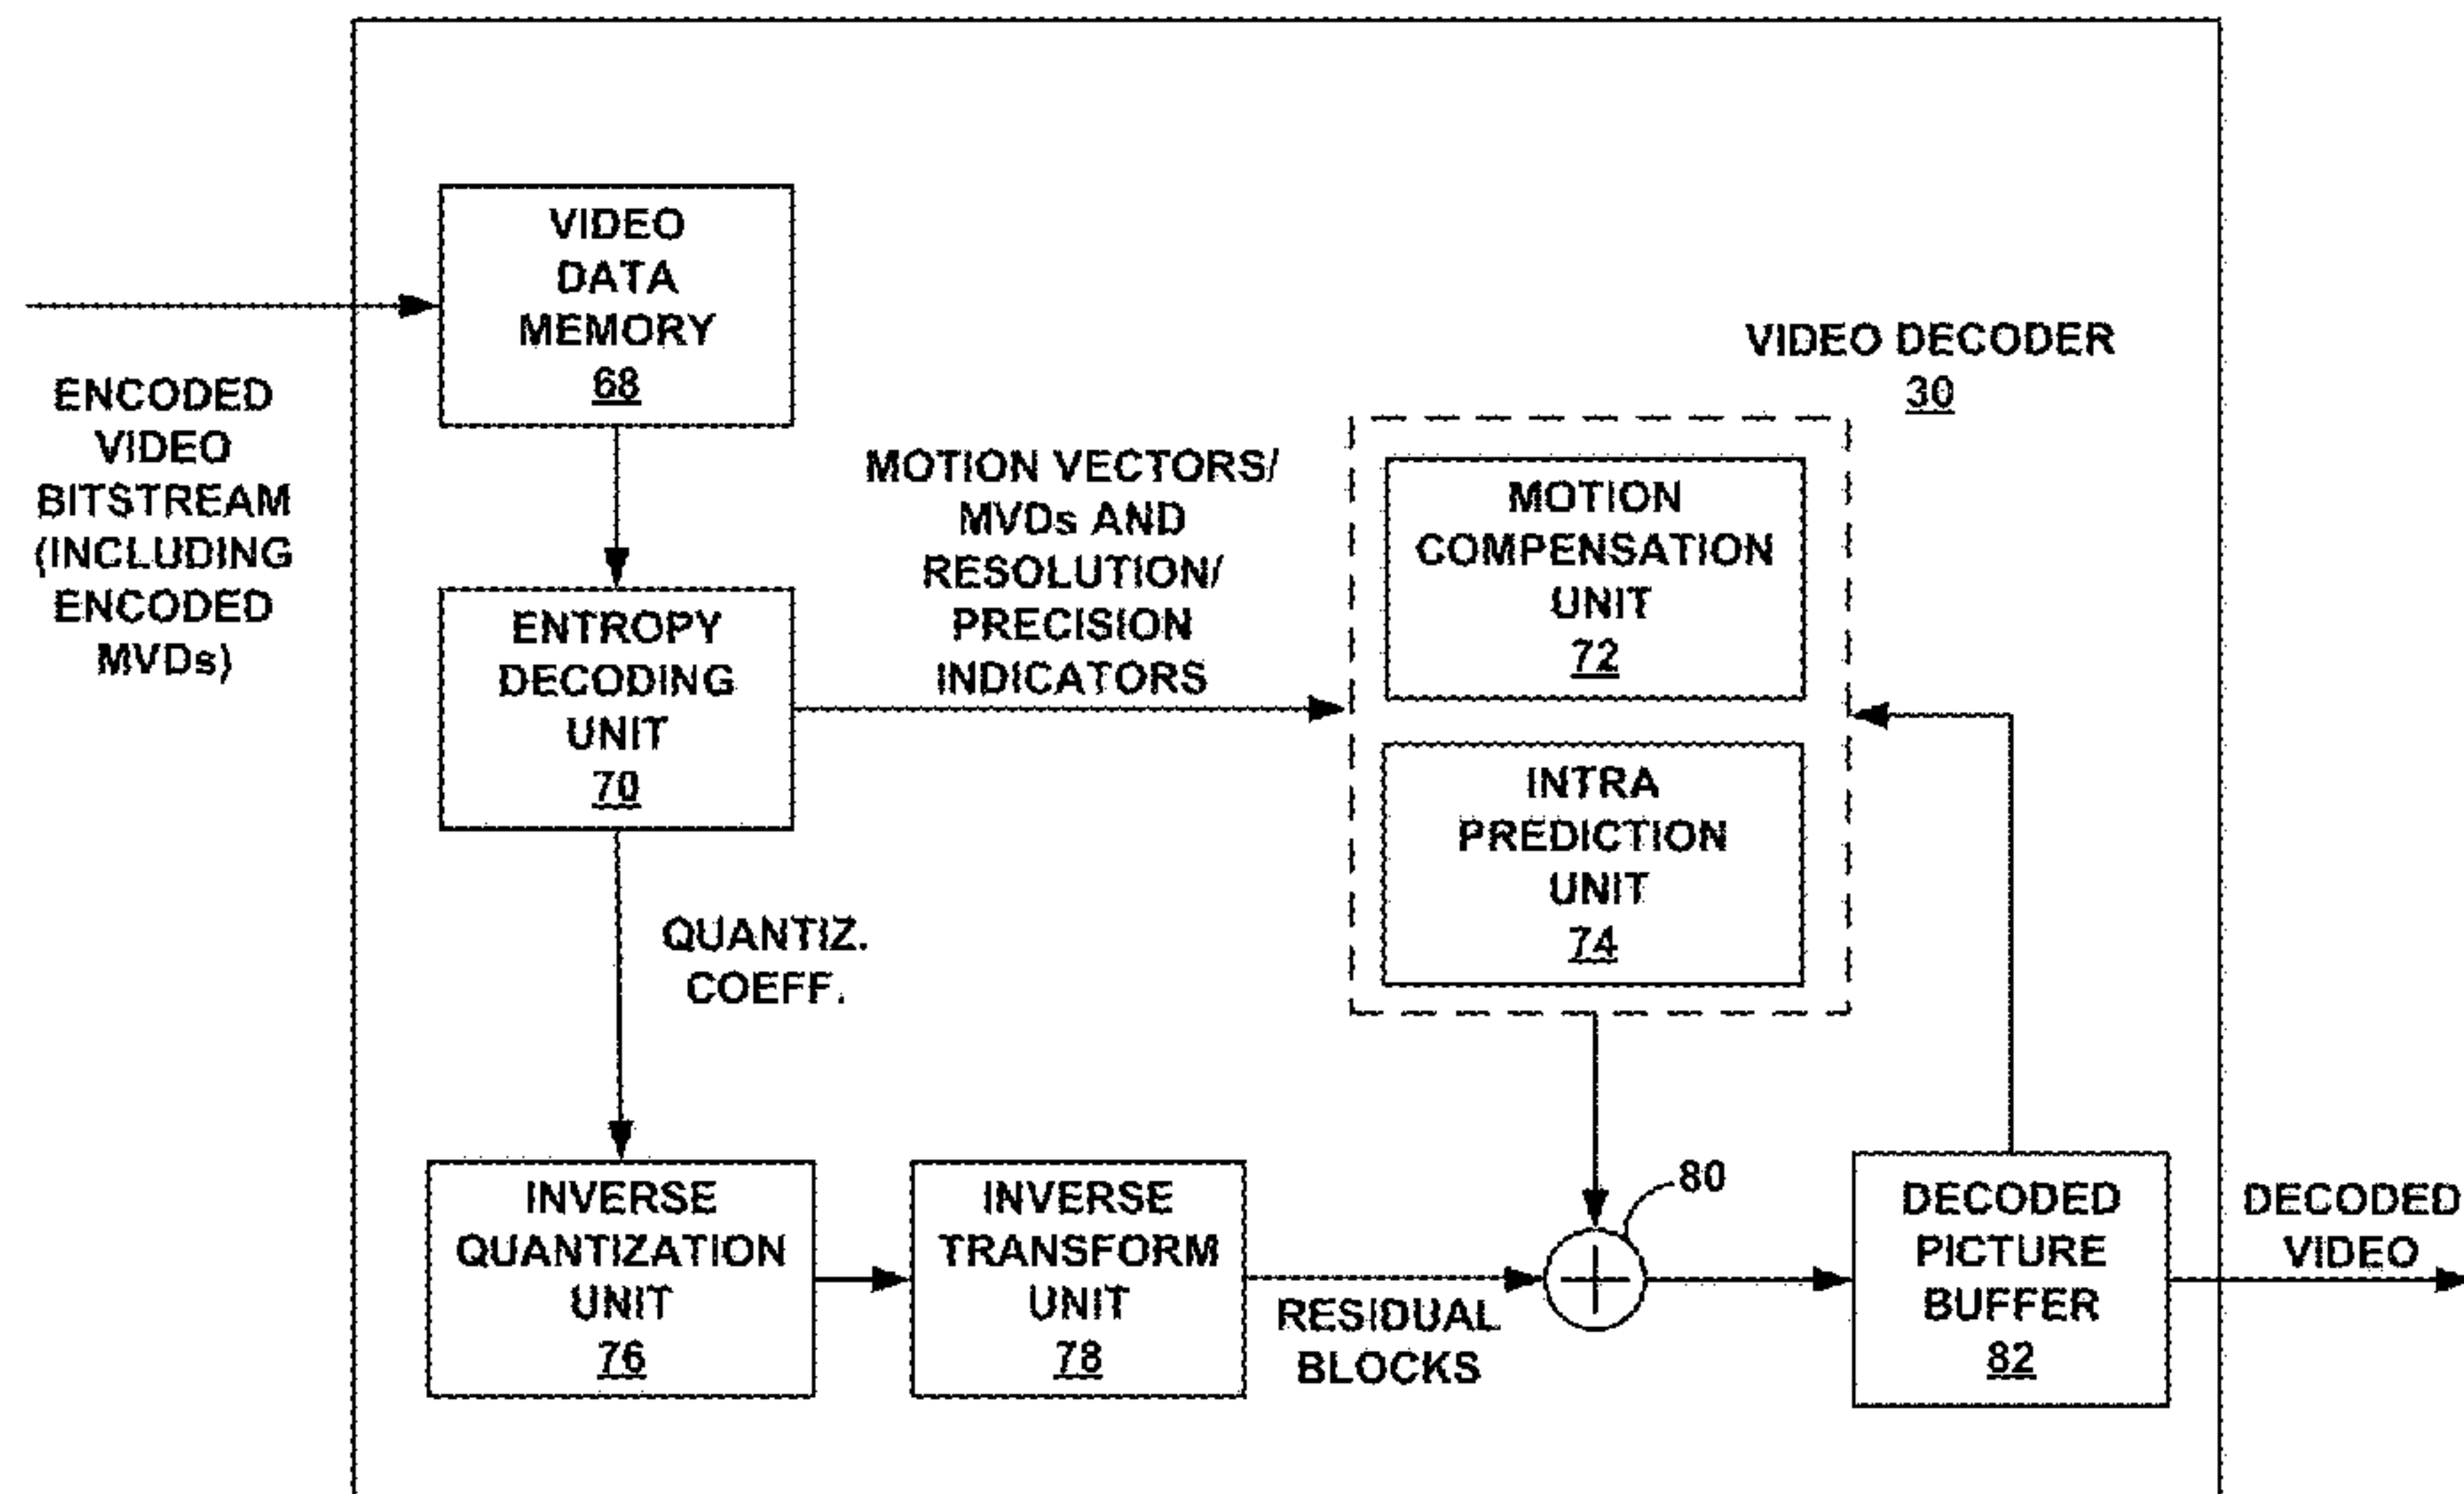 VIDEO
DATA
MEMORY
68
ENCODED
VIDEO
BITSTREAM
(INCLUDING
ENCODED
MVDs)
VIDEO DECODER
30
MOTION VECTORS/
MVDs AND
RESOLUTION/
PRECISION
INDICATORS
MOTION
COMPENSATION
UNIT
72
ENTROPY
DECODING
UNIT
70
INTRA
PREDICTION
UNIT
74
QUANTIZ.
COEFF.
INVERSE
QUANTIZATION
UNIT
76
INVERSE
TRANSFORM
UNIT
78
RESIDUAL
BLOCKS
80
DECODED
PICTURE
BUFFER
82
DECODED
VIDEO